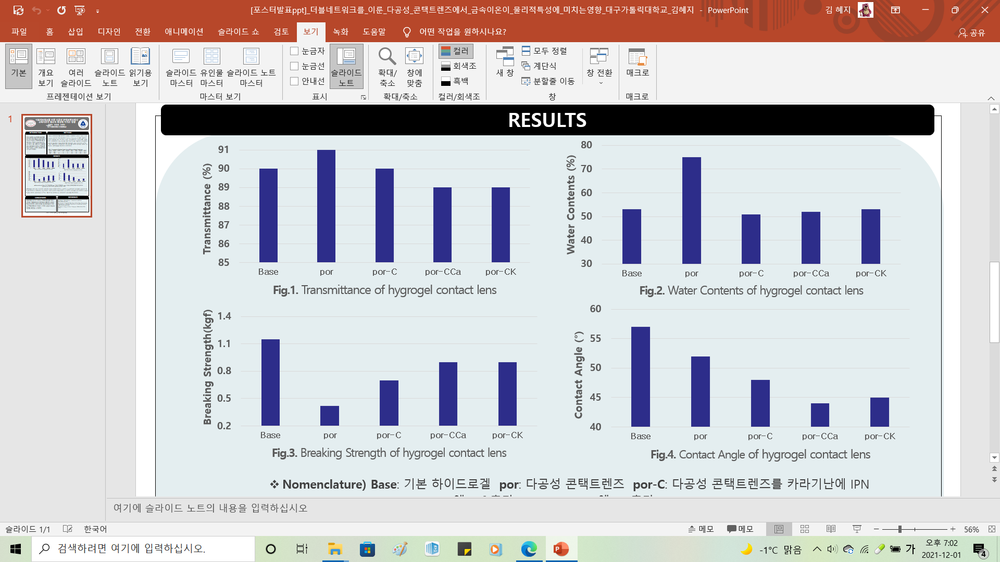 [포스터발표ppt]_더블네트워크를_이룬_다공성_콘택트렌즈에서_금속이온이_물리적특성에_미치는영향_대구가톨릭대학교_김혜지 - PowerPoint
김 혜지
파일 홈 삽입 디자인 전환 애니메이션 슬라이드 쇼 검토 보기 녹화 도움말 어떤 작업을 원하시나요? 공유
기본
개요 보기
여러 슬라이드
슬라이드 노트
읽기용 보기
프레젠테이션 보기
슬라이드 마스터
유인물 마스터
슬라이드 노트 마스터
마스터 보기
눈금자
눈금선
안내선
슬라이드 노트
표시
확대/축소
창에 맞춤
확대/축소
컬러
회색조
흑백
컬러/회색조
새 창
모두 정렬
계단식
분할줄 이동
창 전환
창
매크로
매크로
1
RESULTS
Transmittance (%)
91
90
89
88
87
86
85
Base por por-C por-CCa por-CK
Fig.1. Transmittance of hygrogel contact lens
Water Contents (%)
80
70
60
50
40
30
Base por por-C por-CCa por-CK
Fig.2. Water Contents of hygrogel contact lens
Breaking Strength(kgf)
1.4
1.1
0.8
0.5
0.2
Base por por-C por-CCa por-CK
Fig.3. Breaking Strength of hygrogel contact lens
Contact Angle (°)
60
55
50
45
40
Base por por-C por-CCa por-CK
Fig.4. Contact Angle of hygrogel contact lens
❖ Nomenclature) Base: 기본 하이드로겔 por: 다공성 콘택트렌즈 por-C: 다공성 콘택트렌즈를 카라기난에 IPN
여기에 슬라이드 노트의 내용을 입력하십시오
슬라이드 1/1 한국어 메모 메모 56%
검색하려면 여기에 입력하십시오.
-1°C 맑음 가 오후 7:02
2021-12-01
4